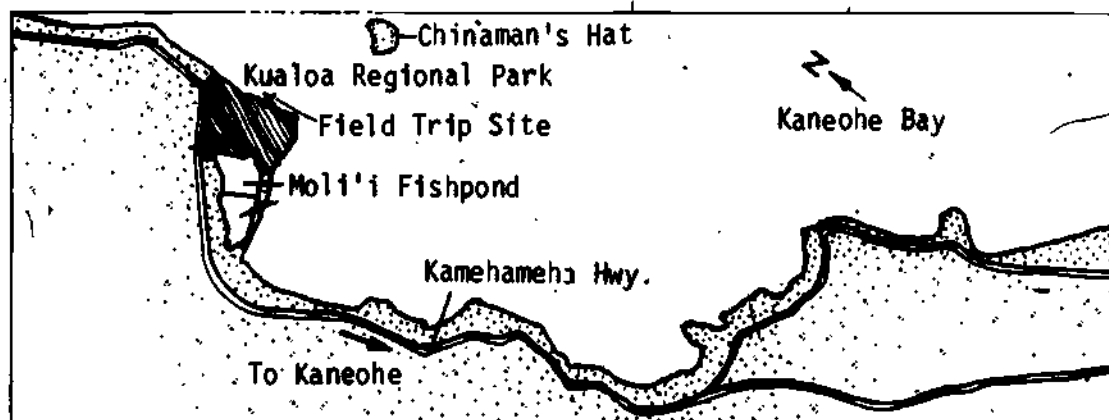 Chinaman's Hat
Kualoa Regional Park
N
Field Trip Site
Kaneohe Bay
Moli'i Fishpond
Kamehameha Hwy.
To Kaneohe